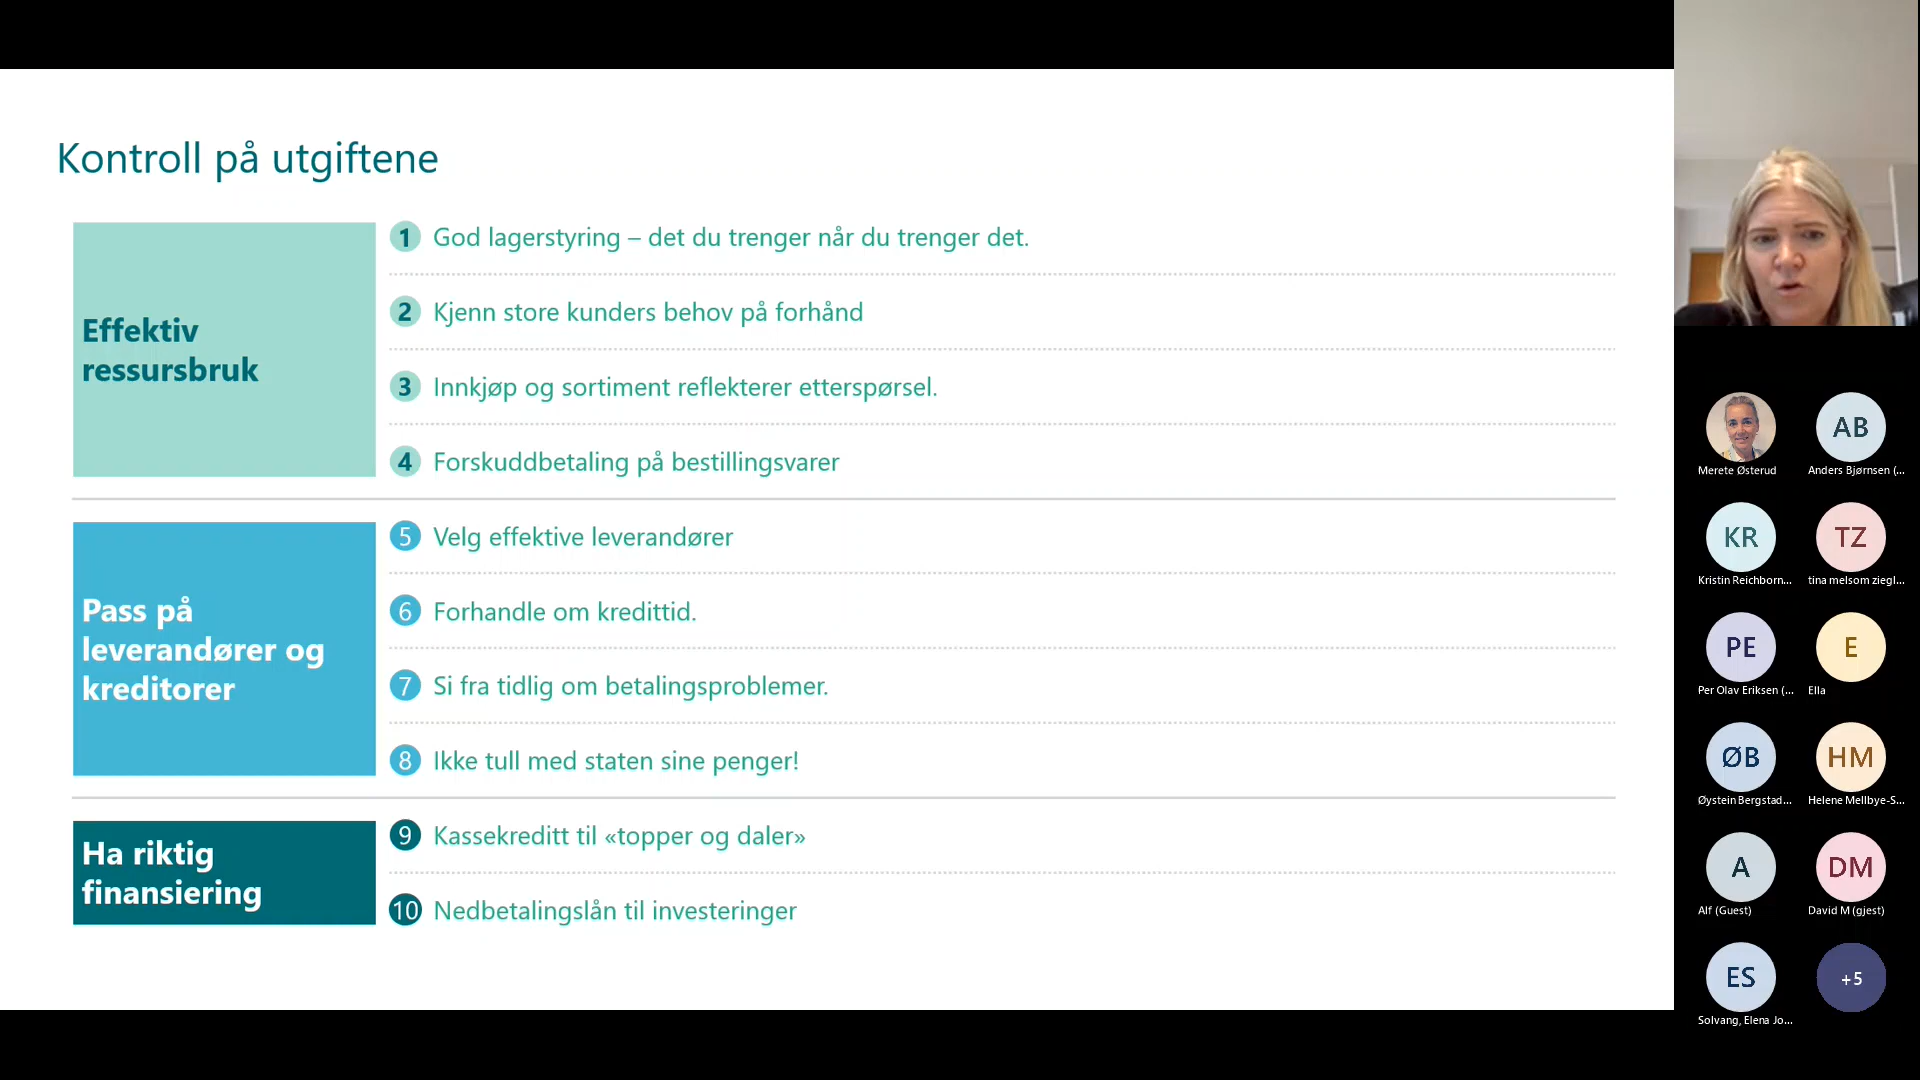 Kontroll på utgiftene
Effektiv
ressursbruk
1 God lagerstyring – det du trenger når du trenger det.
2 Kjenn store kunders behov på forhånd
3 Innkjøp og sortiment reflekterer etterspørsel.
4 Forskuddbetaling på bestillingsvarer
Pass på
leverandører og
kreditorer
5 Velg effektive leverandører
6 Forhandle om kredittid.
7 Si fra tidlig om betalingsproblemer.
8 Ikke tull med staten sine penger!
Ha riktig
finansiering
9 Kassekreditt til «topper og daler»
10 Nedbetalingslån til investeringer
Merete Østerud
AB
Anders Bjørnsen (...
KR
Kristin Reichborn...
TZ
tina melsom ziegl...
PE
Per Olav Eriksen (...
E
Ella
ØB
Øystein Bergstad...
HM
Helene Mellbye-S...
A
Alf (Guest)
DM
David M (gjest)
ES
Solvang, Elena Jo...
+5